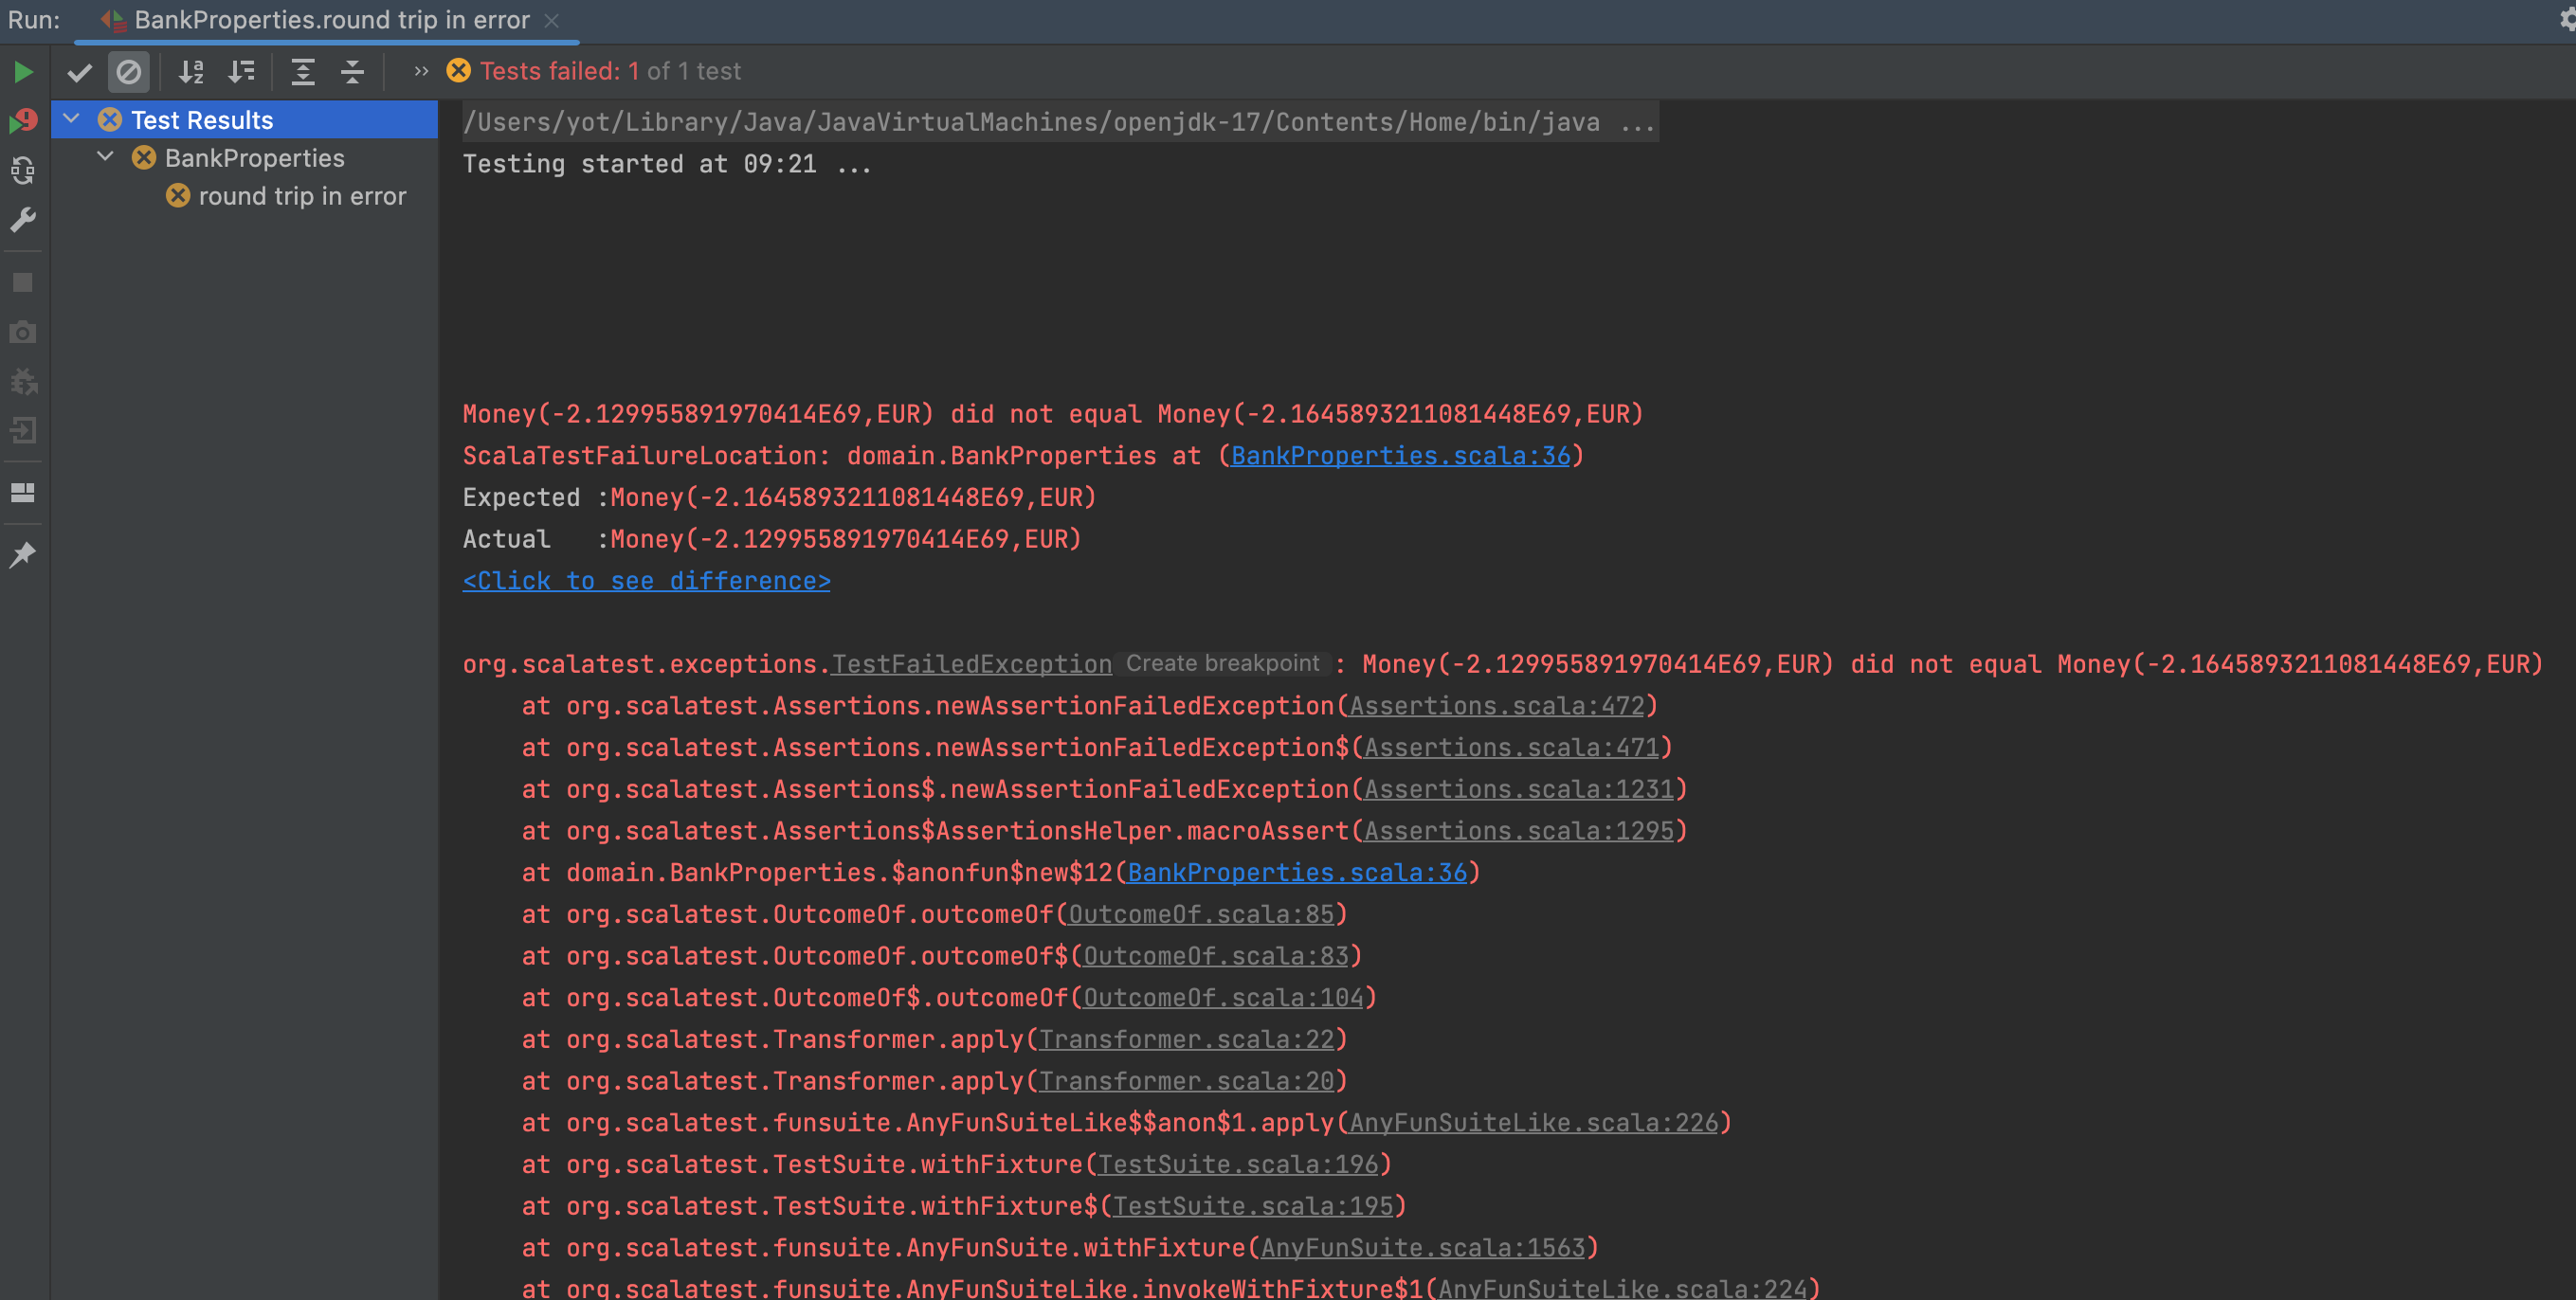 Run: BankProperties.round trip in error
Tests failed: 1 of 1 test
Test Results
BankProperties
round trip in error
/Users/yot/Library/Java/JavaVirtualMachines/openjdk-17/Contents/Home/bin/java ...
Testing started at 09:21 ...
Money(-2.129955891970414E69,EUR) did not equal Money(-2.1645893211081448E69,EUR)
ScalaTestFailureLocation: domain.BankProperties at (BankProperties.scala:36)
Expected :Money(-2.1645893211081448E69,EUR)
Actual   :Money(-2.129955891970414E69,EUR)
<Click to see difference>
org.scalatest.exceptions.TestFailedException Create breakpoint : Money(-2.129955891970414E69,EUR) did not equal Money(-2.1645893211081448E69,EUR)
at org.scalatest.Assertions.newAssertionFailedException(Assertions.scala:472)
at org.scalatest.Assertions.newAssertionFailedException$(Assertions.scala:471)
at org.scalatest.Assertions$.newAssertionFailedException(Assertions.scala:1231)
at org.scalatest.Assertions$AssertionsHelper.macroAssert(Assertions.scala:1295)
at domain.BankProperties.$anonfun$new$12(BankProperties.scala:36)
at org.scalatest.OutcomeOf.outcomeOf(OutcomeOf.scala:85)
at org.scalatest.OutcomeOf.outcomeOf$(OutcomeOf.scala:83)
at org.scalatest.OutcomeOf$.outcomeOf(OutcomeOf.scala:104)
at org.scalatest.Transformer.apply(Transformer.scala:22)
at org.scalatest.Transformer.apply(Transformer.scala:20)
at org.scalatest.funsuite.AnyFunSuiteLike$$anon$1.apply(AnyFunSuiteLike.scala:226)
at org.scalatest.TestSuite.withFixture(TestSuite.scala:196)
at org.scalatest.TestSuite.withFixture$(TestSuite.scala:195)
at org.scalatest.funsuite.AnyFunSuite.withFixture(AnyFunSuite.scala:1563)
at org.scalatest.funsuite.AnyFunSuiteLike.invokeWithFixture$1(AnyFunSuiteLike.scala:224)